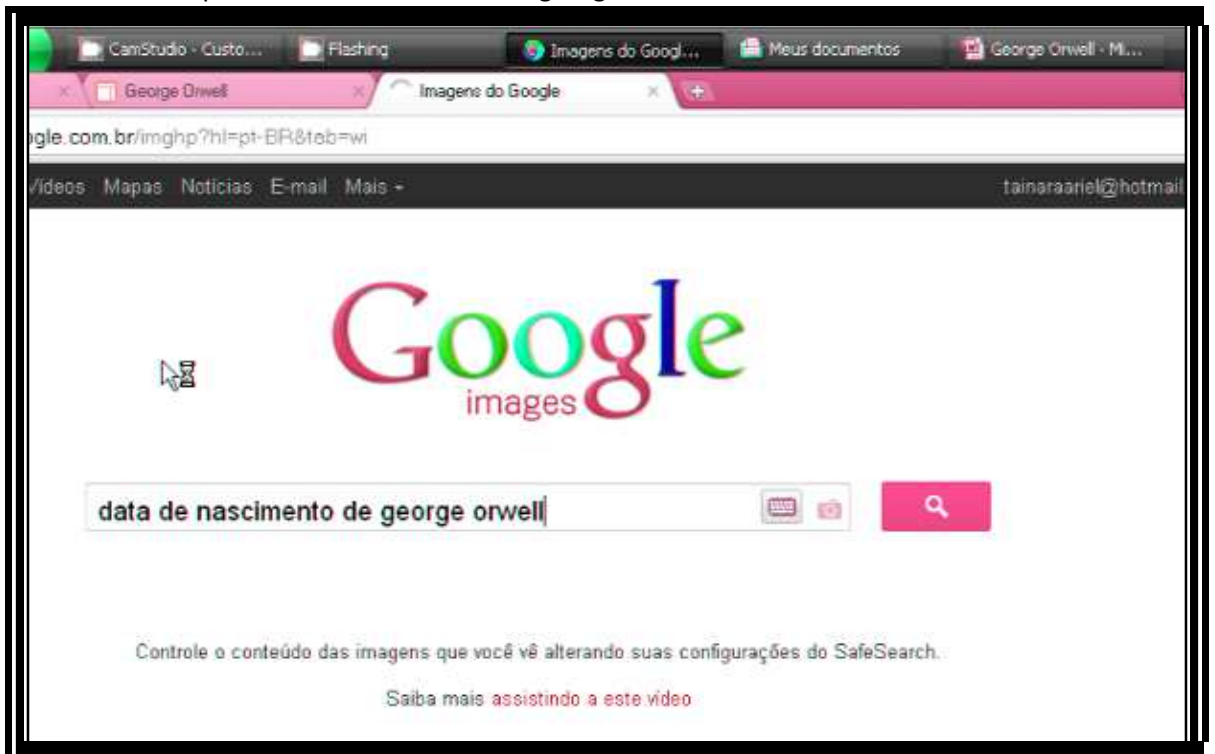 CamStudio - Custo... Flashing Imagens do Googl... Meus documentos George Orwell - Mi...
George Orwell Imagens do Google
ogle.com.br/imghp?hl=pt-BR&tab=wi
Vídeos Mapas Notícias E-mail Mais
tainaraariel@hotmail
Google
images
data de nascimento de george orwell
Controle o conteúdo das imagens que você vê alterando suas configurações do SafeSearch.
Saiba mais assistindo a este vídeo